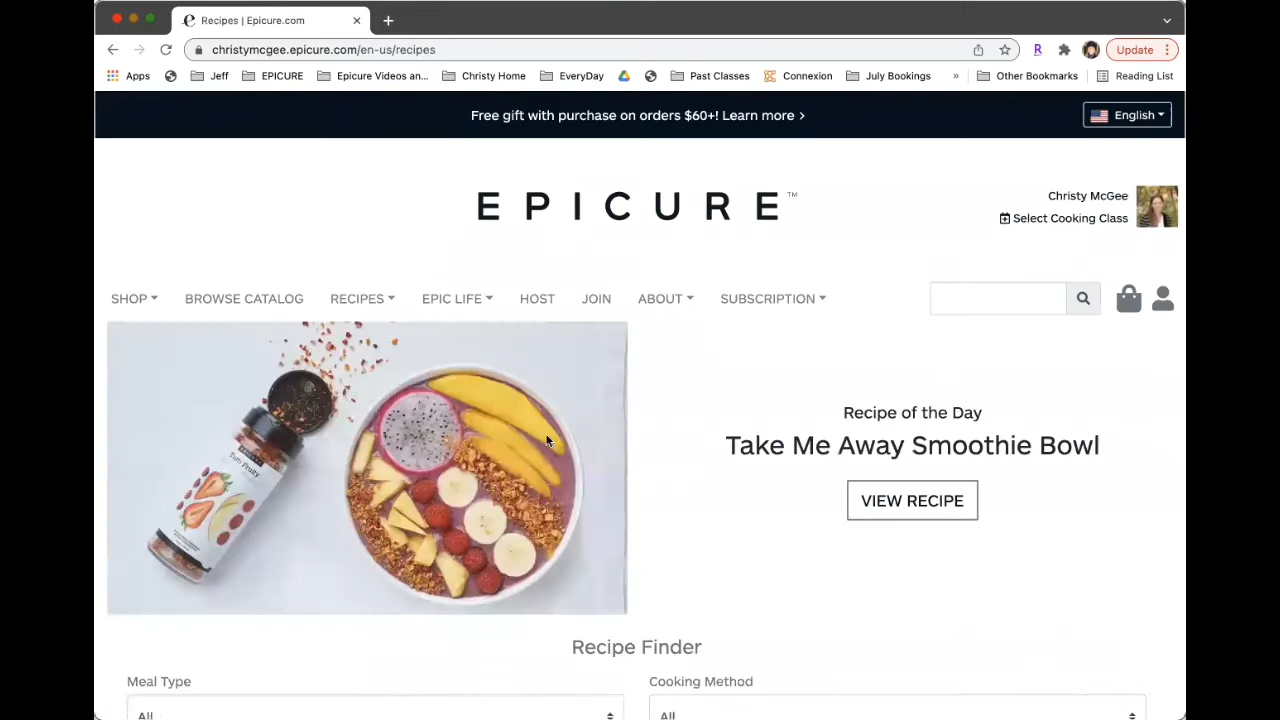 Recipes | Epicure.com
christymcgee.epicure.com/en-us/recipes
R
Update
Apps
Jeff
EPICURE
Epicure Videos an...
Christy Home
EveryDay
Past Classes
Connexion
July Bookings
»
Other Bookmarks
Reading List
Free gift with purchase on orders $60+! Learn more >
English
EPICURE™
Christy McGee
Select Cooking Class
SHOP
BROWSE CATALOG
RECIPES
EPIC LIFE
HOST
JOIN
ABOUT
SUBSCRIPTION
Tutti Fruity
Recipe of the Day
Take Me Away Smoothie Bowl
VIEW RECIPE
Recipe Finder
Meal Type
Cooking Method
All
All